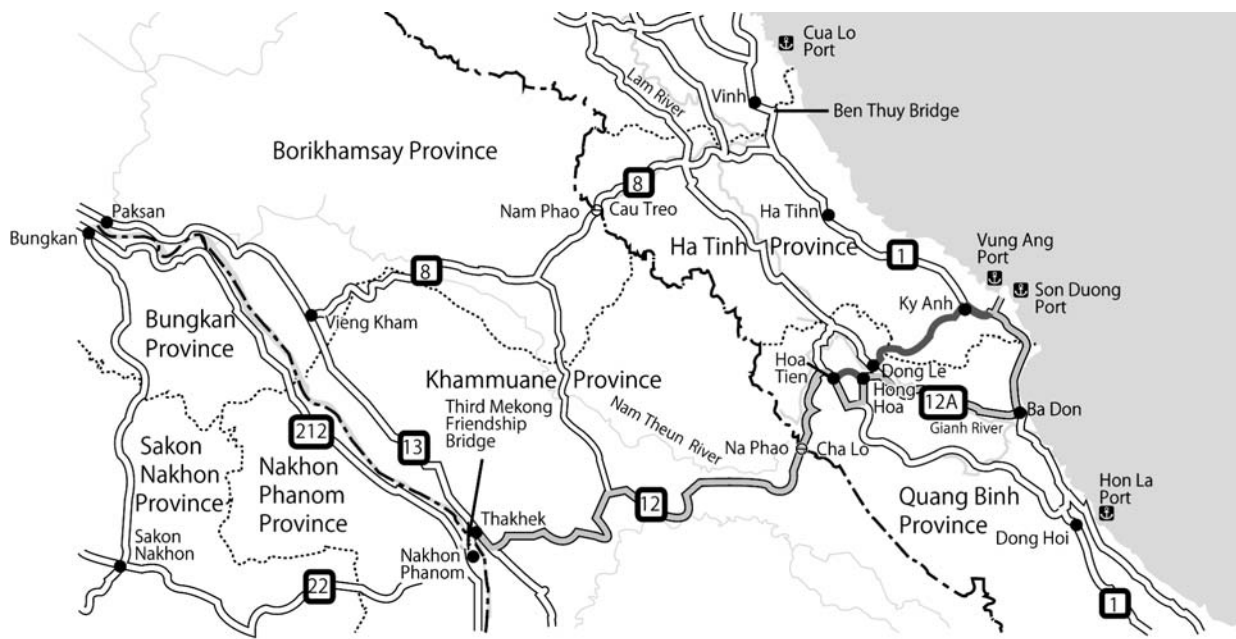 Cua Lo
Port
Lam River
Vinh
Ben Thuy Bridge
Borikhamsay Province
8
Paksan
Nam Phao
Cau Treo
Ha Tihn
Bungkan
Ha Tinh Province
1
Vung Ang
Port
8
Son Duong
Port
Ky Anh
Bungkan
Province
Vieng Kham
Hoa
Tien
Dong Le
Khammuane Province
Hong
Hoa
12A
Ba Don
Third Mekong
Friendship
Bridge
Nam Theun River
Gianh River
212
13
Na Phao
Cha Lo
Sakon
Nakhon
Province
Nakhon
Phanom
Province
Hon La
Port
Quang Binh
Province
12
Thakhek
Dong Hoi
Sakon
Nakhon
Nakhon
Phanom
22
1